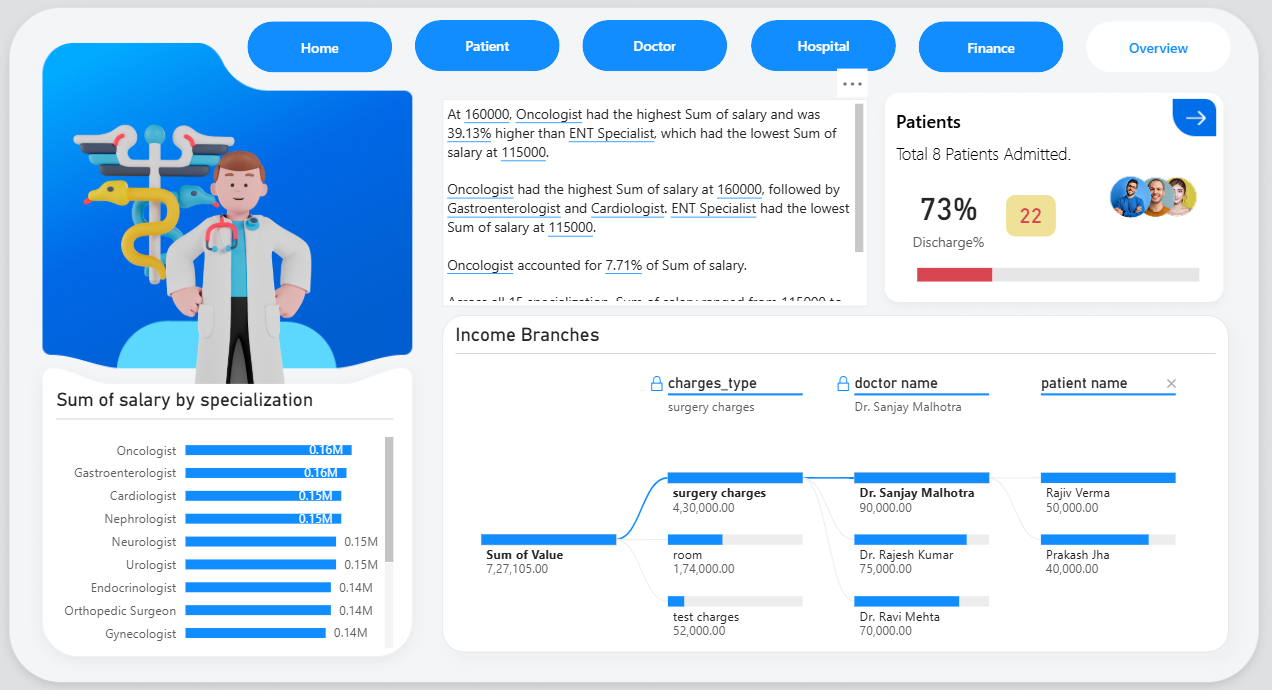 Home
Patient
Doctor
Hospital
Finance
Overview
At 160000, Oncologist had the highest Sum of salary and was
39.13% higher than ENT Specialist, which had the lowest Sum of
salary at 115000.
Oncologist had the highest Sum of salary at 160000, followed by
Gastroenterologist and Cardiologist. ENT Specialist had the lowest
Sum of salary at 115000.
Oncologist accounted for 7.71% of Sum of salary.
Across all 15 specialization, Sum of salary ranged from 115000 to
Patients
Total 8 Patients Admitted.
73%
22
Discharge%
Sum of salary by specialization
Oncologist 0.16M
Gastroenterologist 0.16M
Cardiologist 0.15M
Nephrologist 0.15M
Neurologist 0.15M
Urologist 0.15M
Endocrinologist 0.14M
Orthopedic Surgeon 0.14M
Gynecologist 0.14M
Income Branches
charges_type
surgery charges
doctor name
Dr. Sanjay Malhotra
patient name
Sum of Value
7,27,105.00
surgery charges
4,30,000.00
room
1,74,000.00
test charges
52,000.00
Dr. Sanjay Malhotra
90,000.00
Dr. Rajesh Kumar
75,000.00
Dr. Ravi Mehta
70,000.00
Rajiv Verma
50,000.00
Prakash Jha
40,000.00